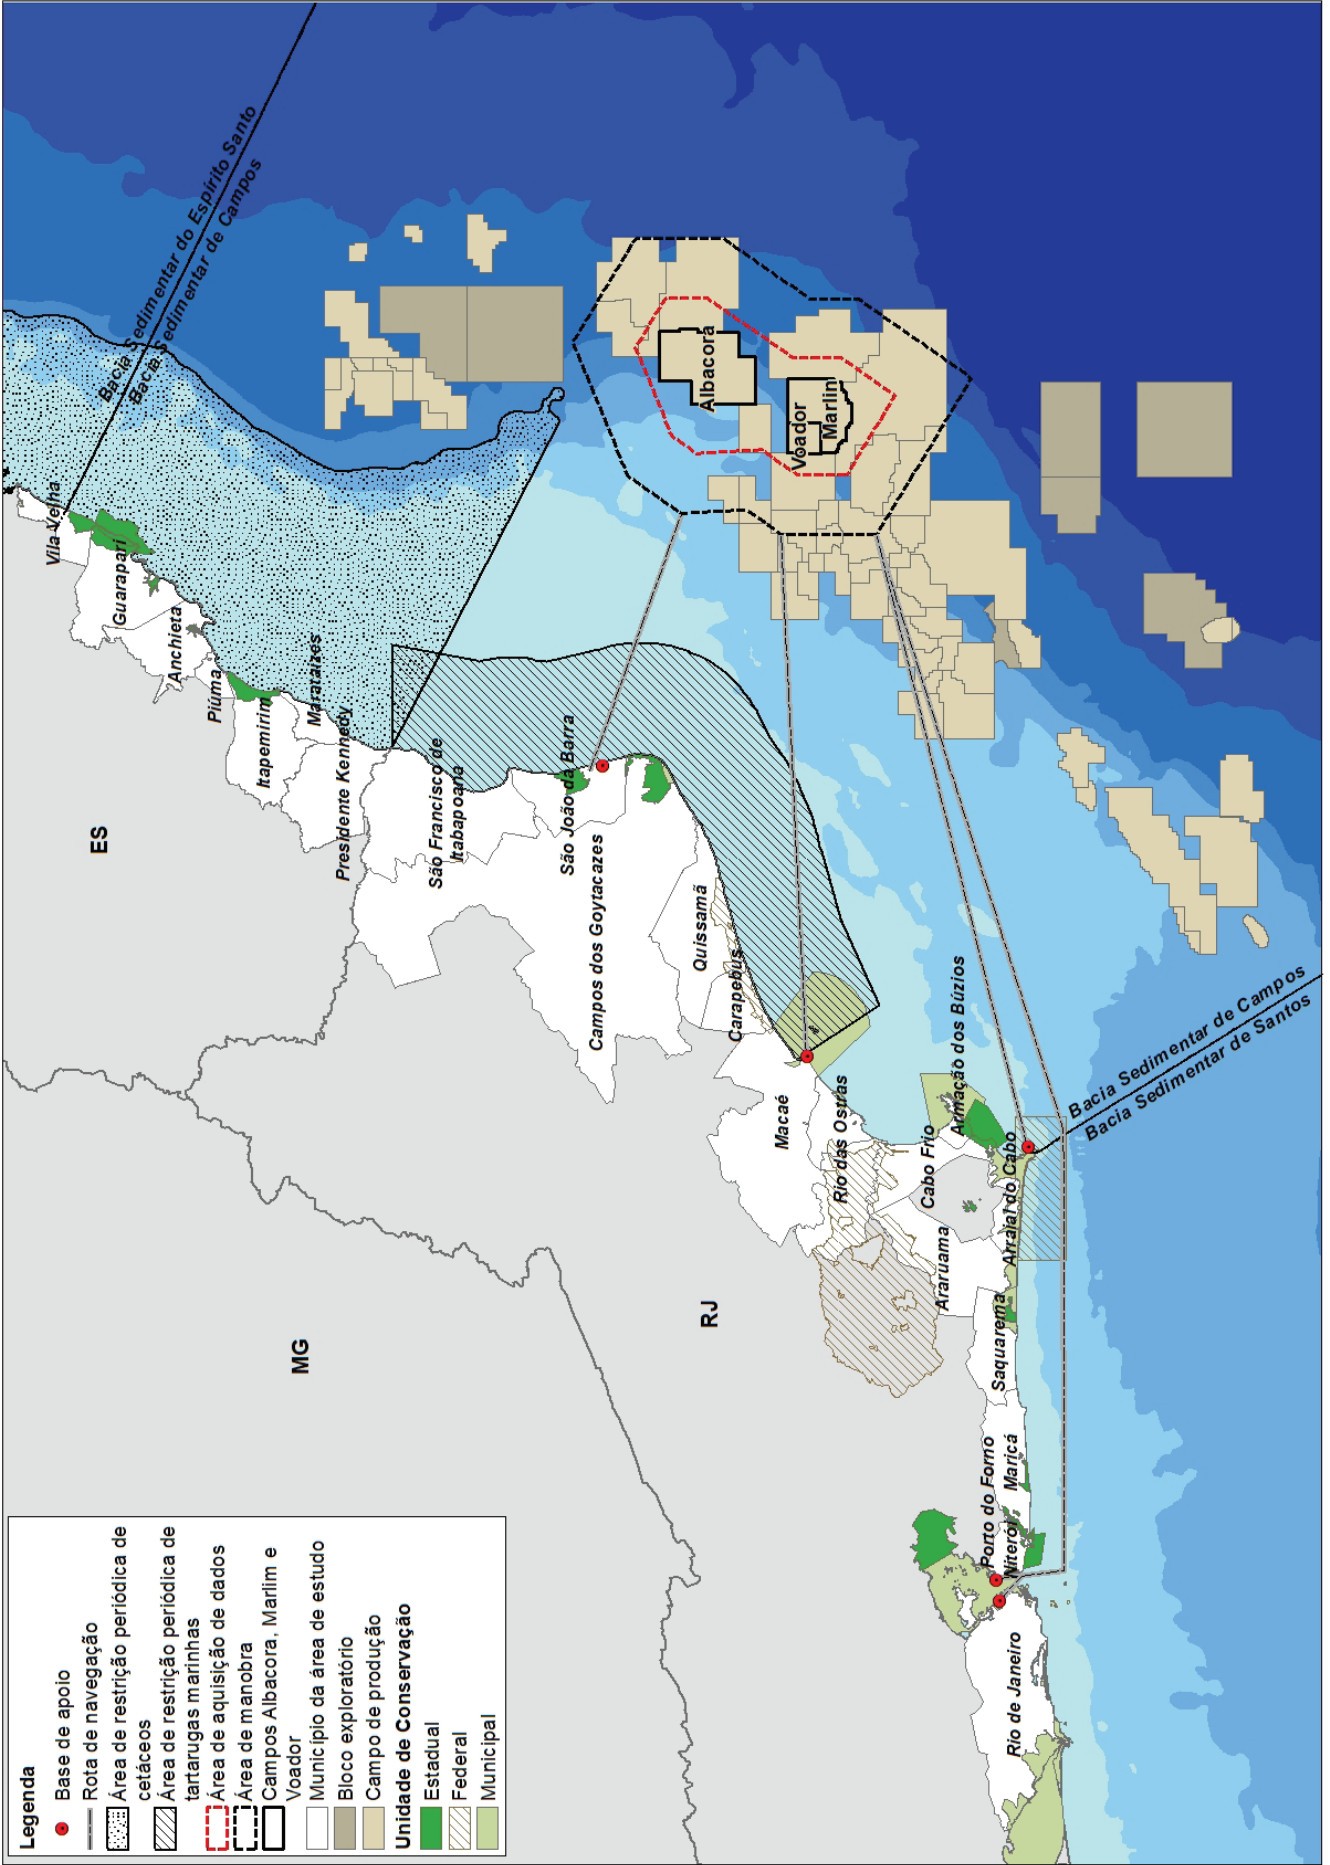 Legenda
Base de apoio
Rota de navegação
Área de restrição periódica de
cetáceos
Área de restrição periódica de
tartarugas marinhas
Área de aquisição de dados
Área de manobra
Campos Albacora, Marlim e
Voador
Município da área de estudo
Bloco exploratório
Campo de produção
Unidade de Conservação
Estadual
Federal
Municipal
ES
MG
RJ
Vila Velha
Guarapari
Anchieta
Piúma
Itapemirim
Marataízes
Presidente Kennedy
São Francisco de
Itabapoana
São João da Barra
Campos dos Goytacazes
Quissamã
Carapebus
Macaé
Rio das Ostras
Cabo Frio
Armação dos Búzios
Arraial do Cabo
Araruama
Saquarema
Maricá
Porto do Forno
Niterói
Rio de Janeiro
Albacora
Voador
Marlin
Bacia Sedimentar do Espírito Santo
Bacia Sedimentar de Campos
Bacia Sedimentar de Campos
Bacia Sedimentar de Santos